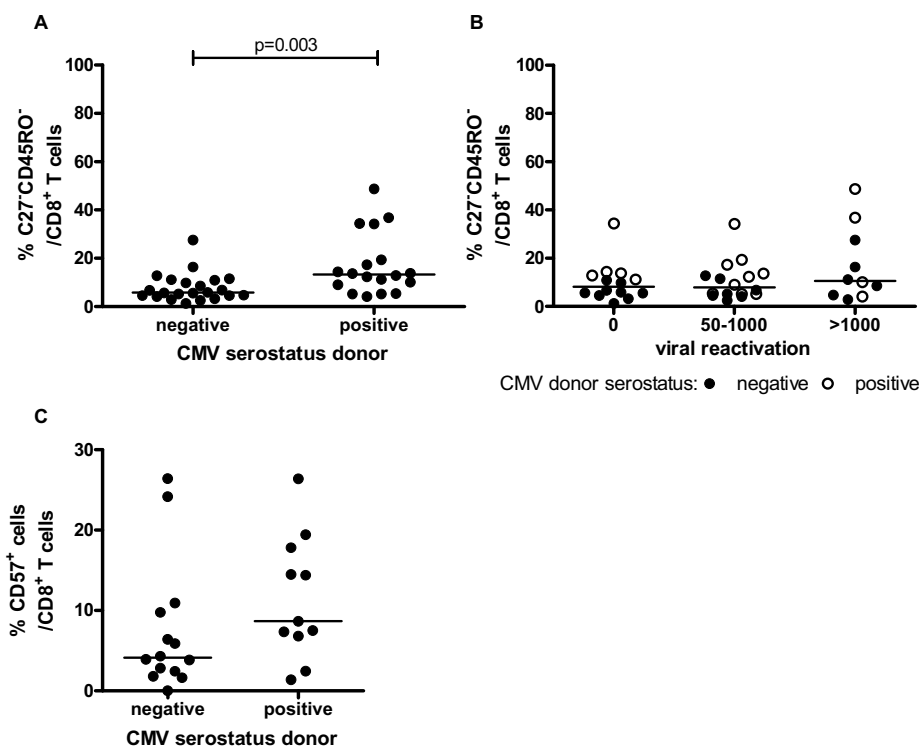 A
p=0.003
% C27⁻CD45RO⁻
/CD8⁺ T cells
100
80
60
40
20
0
negative positive
CMV serostatus donor
B
% C27⁻CD45RO⁻
/CD8⁺ T cells
100
80
60
40
20
0
0 50-1000 >1000
viral reactivation
CMV donor serostatus: ● negative ○ positive
C
% CD57⁺ cells
/CD8⁺ T cells
30
20
10
0
negative positive
CMV serostatus donor